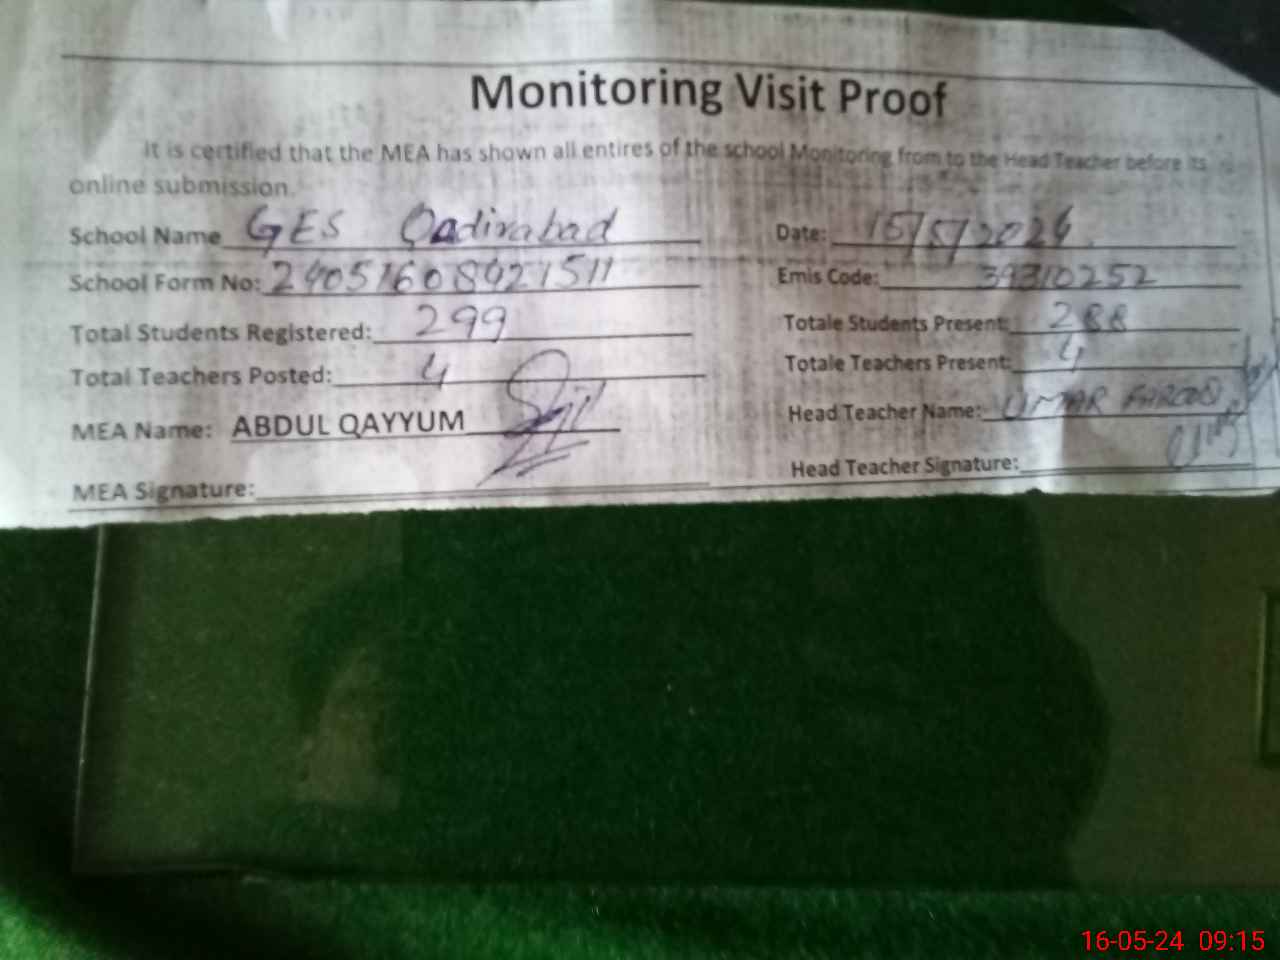 Monitoring Visit Proof
It is certified that the MEA has shown all entires of the school Monitoring from to the Head Teacher before its
online submission.
School Name GES Qadirabad Date: 15/5/2024
School Form No: 240516084921511 Emis Code: 39310252
Total Students Registered: 299 Totale Students Present: 288
Total Teachers Posted: 4 Totale Teachers Present: 4
MEA Name: ABDUL QAYYUM Head Teacher Name: UMAR FAROOQ
MEA Signature: Head Teacher Signature:
16-05-24 09:15